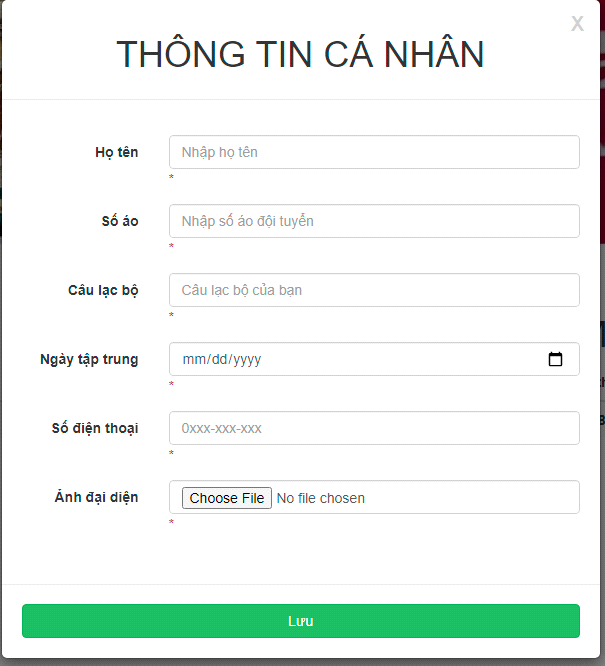 X
THÔNG TIN CÁ NHÂN
Họ tên
Nhập họ tên
*
Số áo
Nhập số áo đội tuyển
*
Câu lạc bộ
Câu lạc bộ của bạn
*
Ngày tập trung
mm/dd/yyyy
*
Số điện thoại
0xxx-xxx-xxx
*
Ảnh đại diện
Choose File No file chosen
*
Lưu